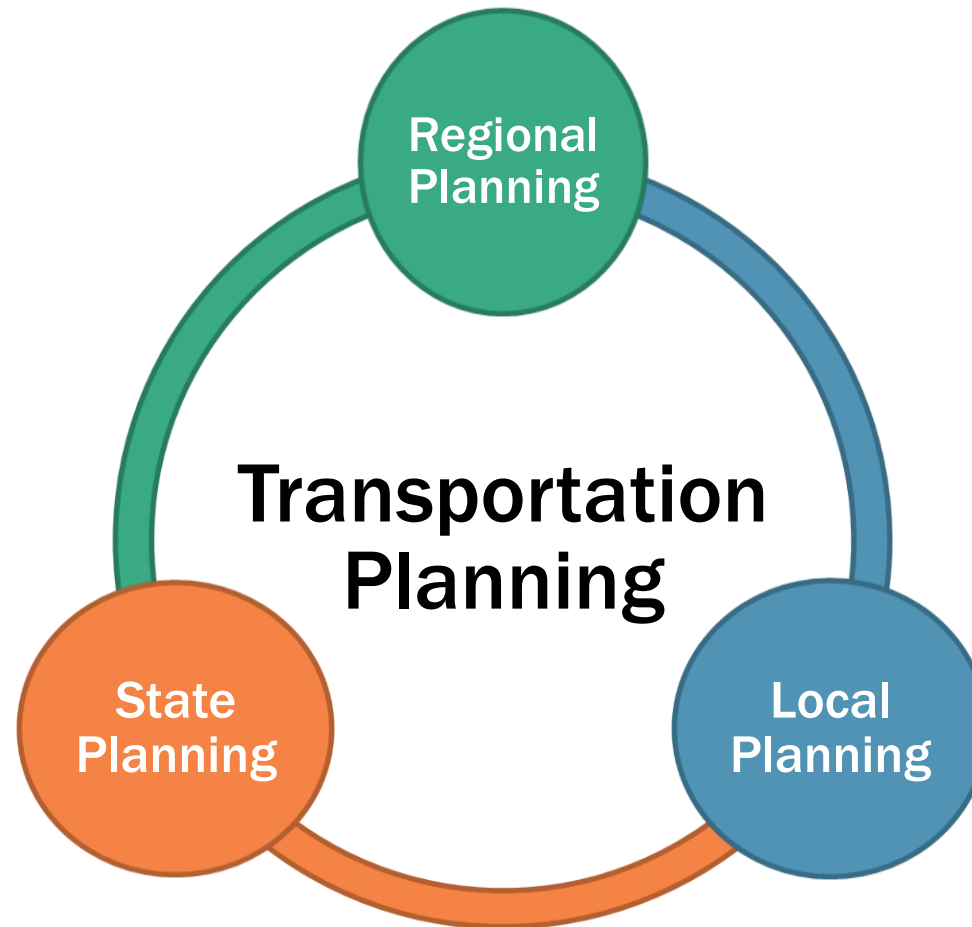 Regional
Planning
Transportation
Planning
State
Planning
Local
Planning